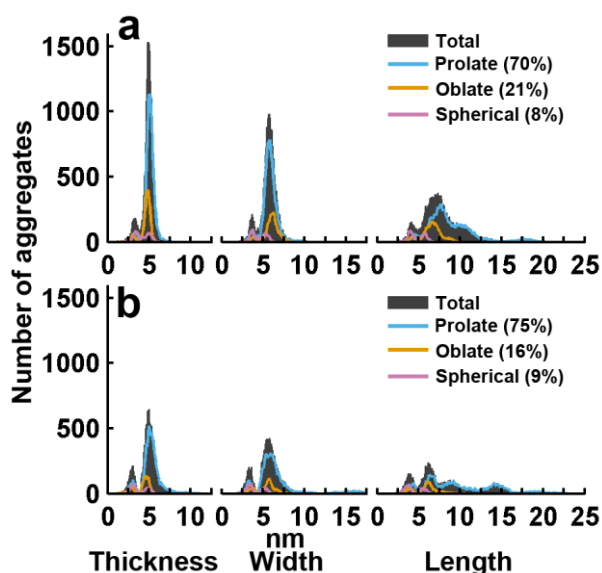 a
1500
1000
500
0
Number of aggregates
Total
Prolate (70%)
Oblate (21%)
Spherical (8%)
0 5 10 0 5 10 15 0 5 10 15 20 25
b
1500
1000
500
0
Total
Prolate (75%)
Oblate (16%)
Spherical (9%)
0 5 10 0 5 10 15 0 5 10 15 20 25
nm
Thickness Width Length